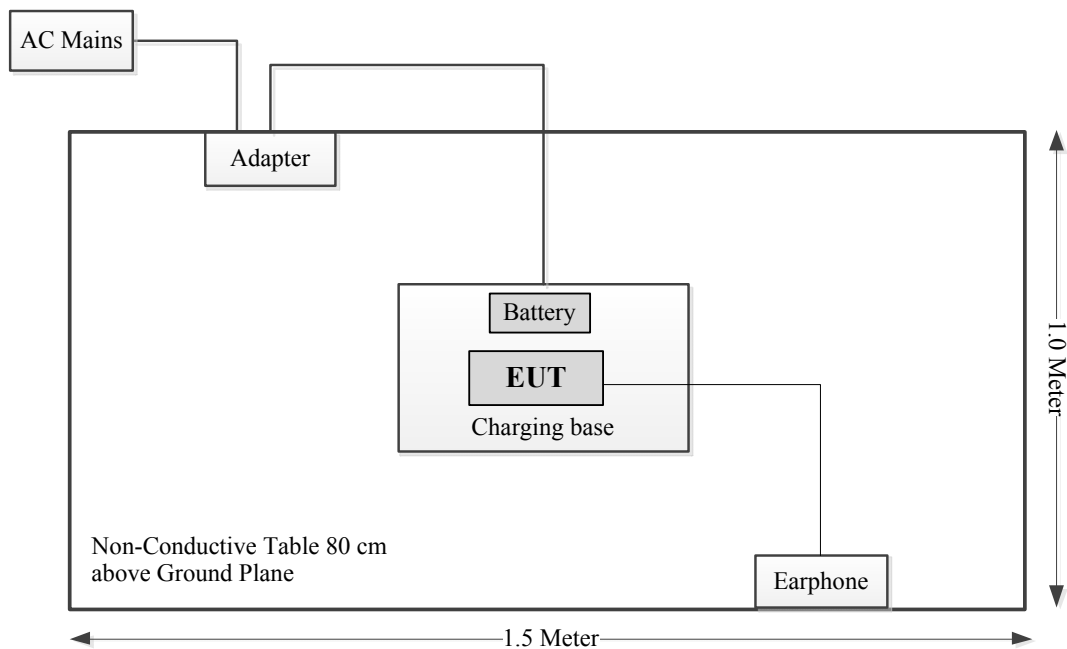 AC Mains
Adapter
Battery
EUT
Charging base
1.0 Meter
Non-Conductive Table 80 cm
above Ground Plane
Earphone
1.5 Meter